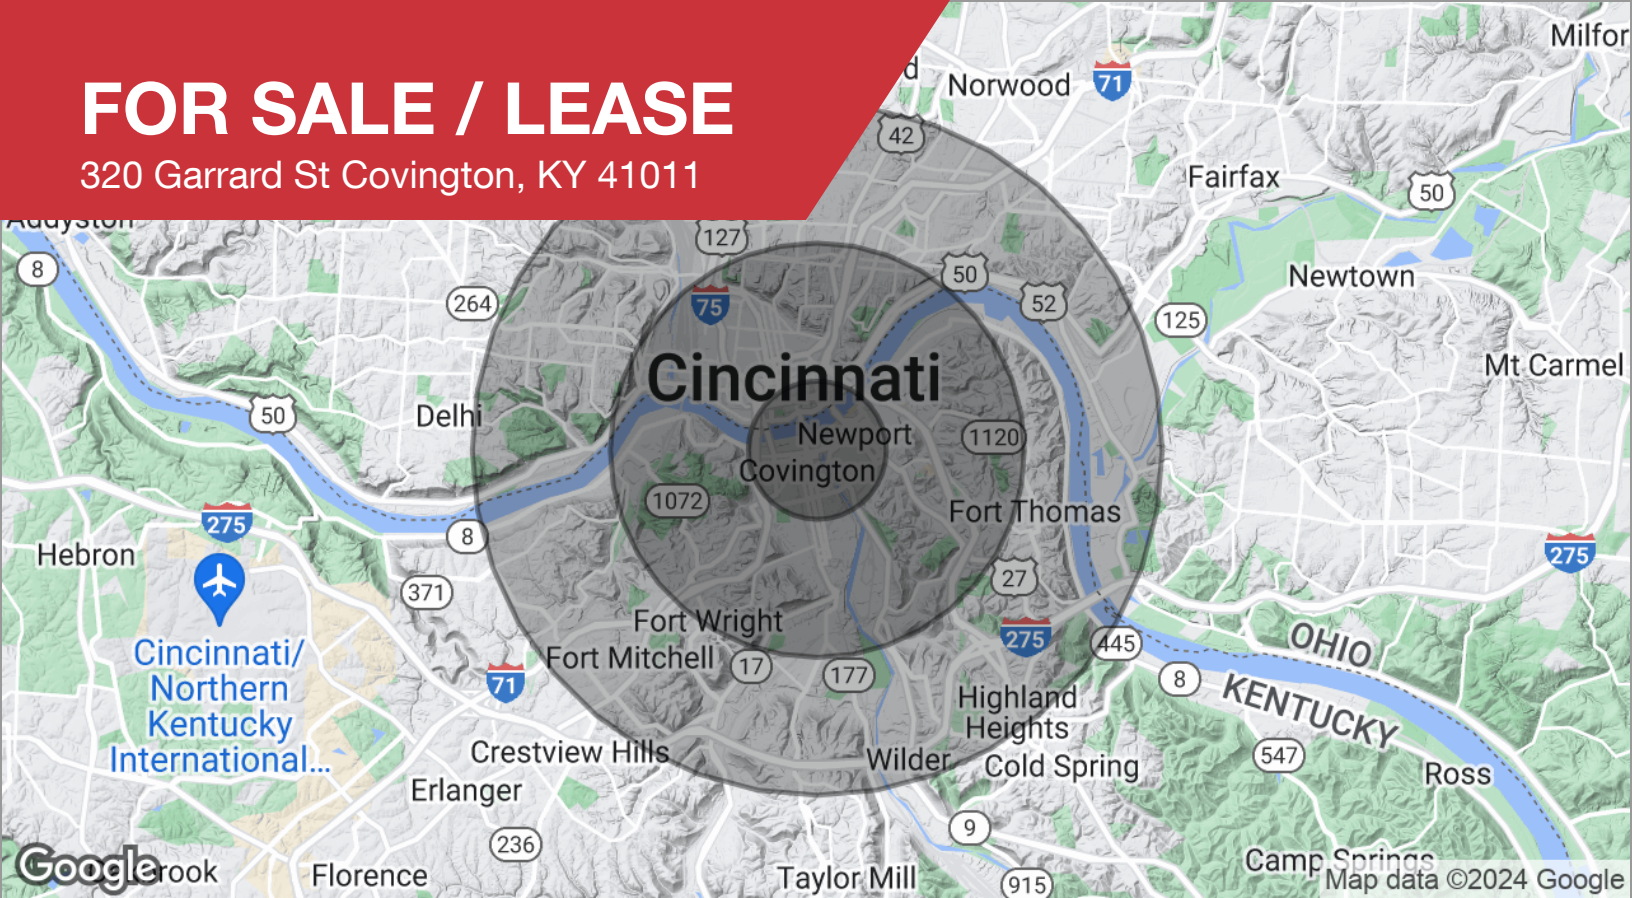 FOR SALE / LEASE
320 Garrard St Covington, KY 41011
Milfor
d
Norwood
71
42
Fairfax
50
Addyston
127
8
50
Newtown
264
75
52
125
Mt Carmel
Cincinnati
50
Delhi
Newport
1120
Covington
1072
Fort Thomas
275
8
Hebron
275
371
27
Fort Wright
275
445
OHIO
Cincinnati/
Northern
Kentucky
International...
Fort Mitchell
17
177
71
8
KENTUCKY
Highland
Heights
Crestview Hills
Wilder
Cold Spring
547
Ross
Erlanger
9
236
Camp Springs
Google
rook
Florence
Taylor Mill
915
Map data ©2024 Google